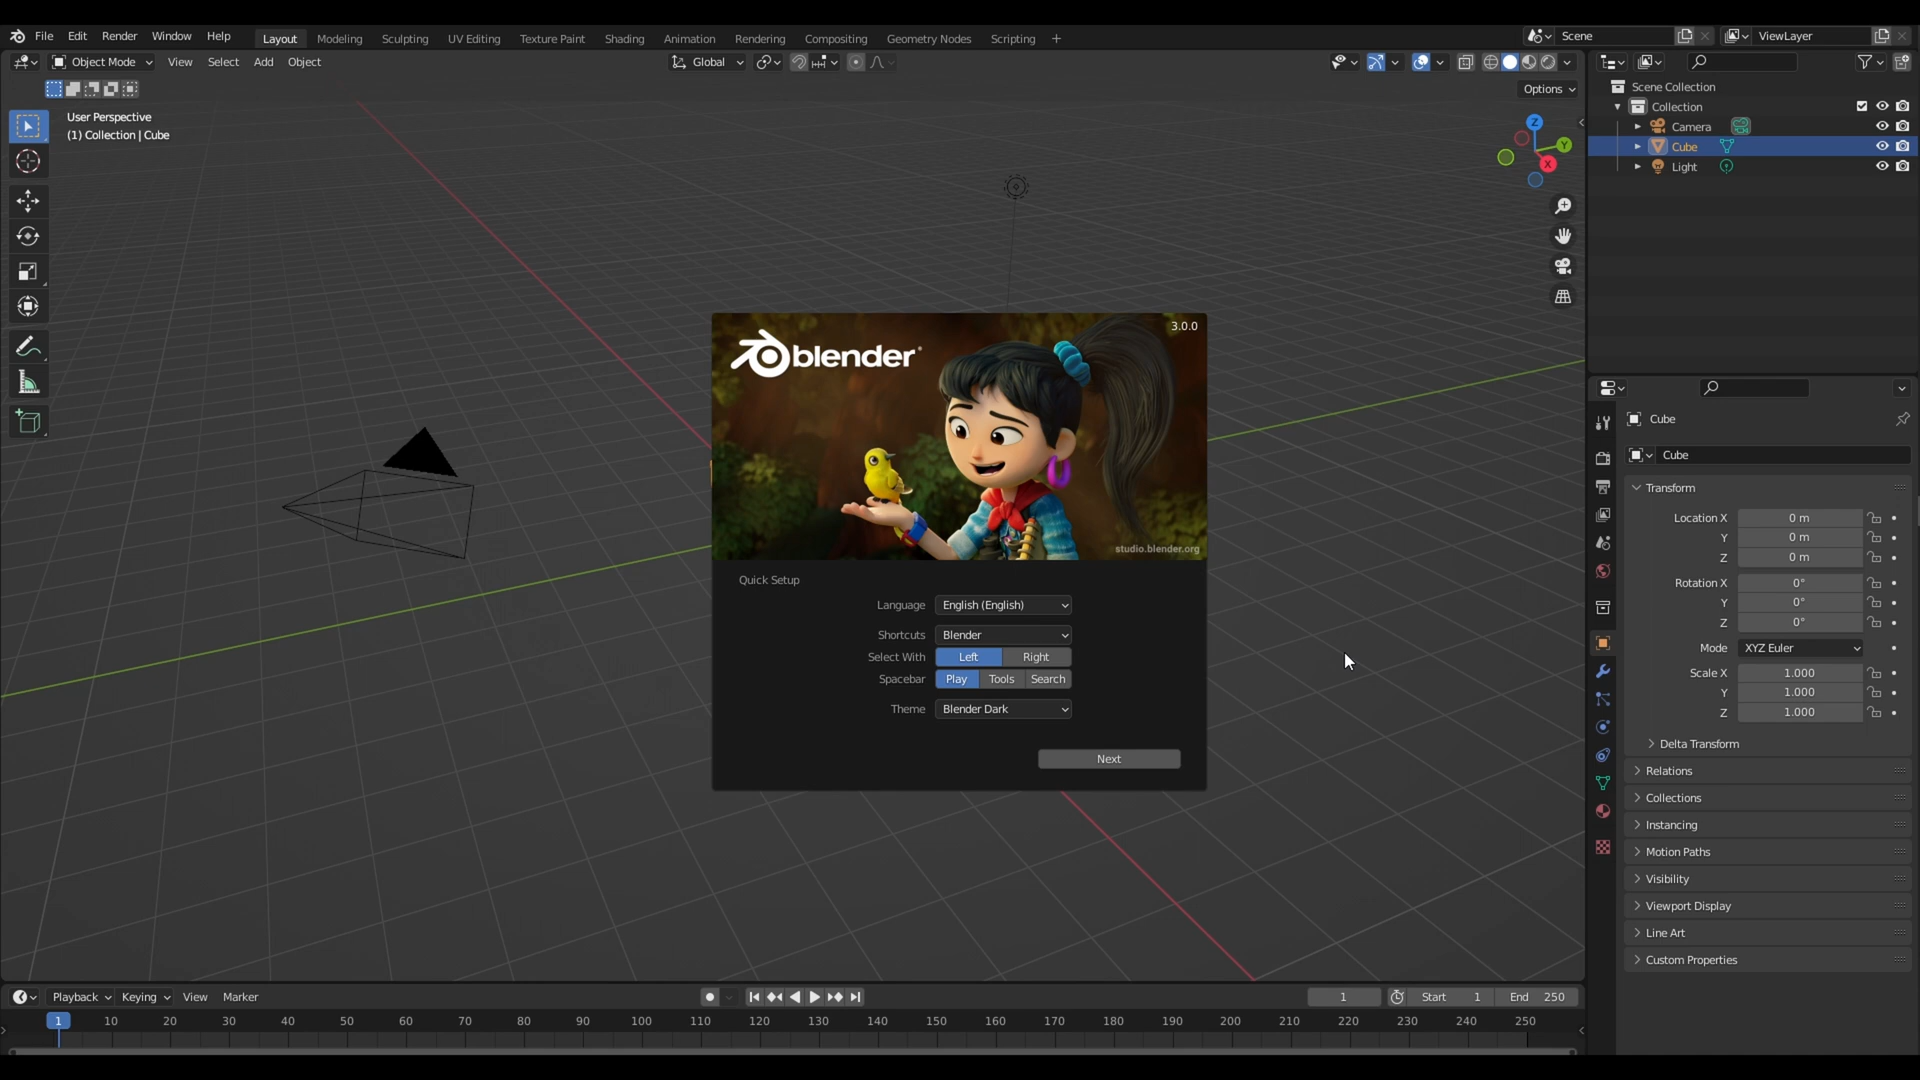 File Edit Render Window Help Layout Modeling Sculpting UV Editing Texture Paint Shading Animation Rendering Compositing Geometry Nodes Scripting + Scene ViewLayer
Object Mode View Select Add Object Global
Options
User Perspective
(1) Collection | Cube
Z
Y
X
Scene Collection
Collection
Camera
Cube
Light
3.0.0
blender
studio.blender.org
Quick Setup
Language English (English)
Shortcuts Blender
Select With Left Right
Spacebar Play Tools Search
Theme Blender Dark
Next
Cube
Cube
Transform
Location X 0 m
Y 0 m
Z 0 m
Rotation X 0°
Y 0°
Z 0°
Mode XYZ Euler
Scale X 1.000
Y 1.000
Z 1.000
Delta Transform
Relations
Collections
Instancing
Motion Paths
Visibility
Viewport Display
Line Art
Custom Properties
Playback Keying View Marker 1 Start 1 End 250
1 10 20 30 40 50 60 70 80 90 100 110 120 130 140 150 160 170 180 190 200 210 220 230 240 250